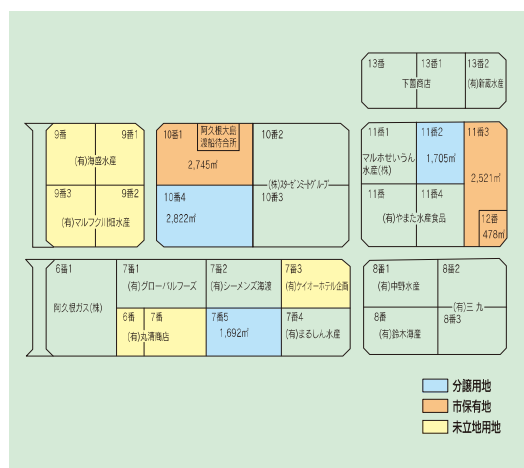 13番
13番1
13番2
下薗商店
(有)新蔵水産
9番
9番1
(有)海盛水産
9番3
9番2
(有)マルフク川畑水産
10番1
阿久根大島
渡船待合所
2,745㎡
10番2
10番4
2,822㎡
(株)スターゼンミートグループ
10番3
11番1
11番2
11番3
マルホせいうん
水産(株)
1,705㎡
2,521㎡
11番
11番4
(有)やまた水産食品
12番
478㎡
6番1
阿久根ガス(株)
7番1
(有)グローバルフーズ
7番2
(有)シーメンズ海渡
7番3
(有)ケイオーホテル企画
6番
7番
(有)丸清商店
7番5
1,692㎡
7番4
(有)まるしん水産
8番1
(有)中野水産
8番2
(有)三九
8番
8番3
(有)鈴木海産
分譲用地
市保有地
未立地用地